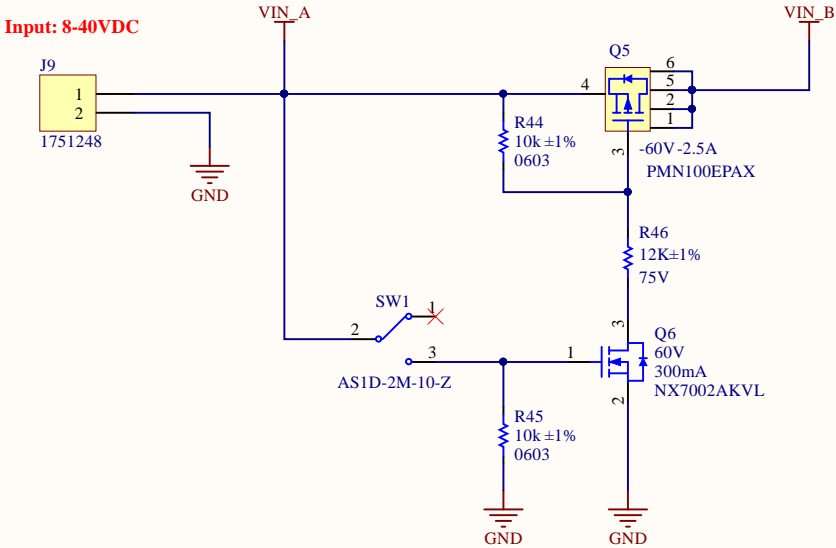 VIN_A
VIN_B
Input: 8-40VDC
J9
1
2
1751248
GND
Q5
4
6
5
2
1
3
-60V -2.5A
PMN100EPAX
R44
10k ±1%
0603
R46
12K±1%
75V
SW1
1
2
3
AS1D-2M-10-Z
3
1
2
Q6
60V
300mA
NX7002AKVL
R45
10k ±1%
0603
GND
GND